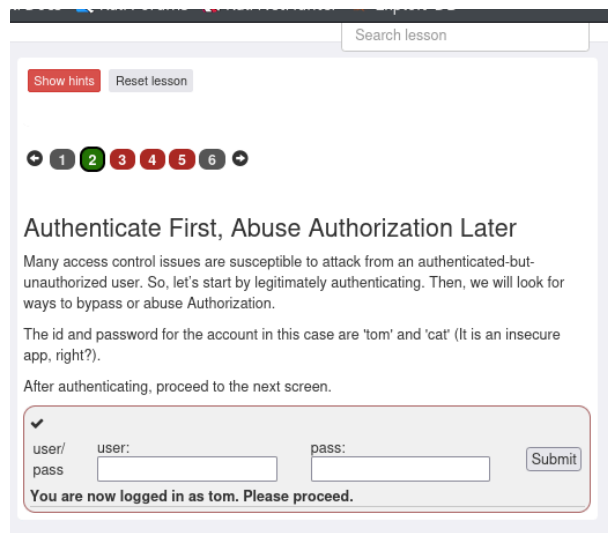 Search lesson
Show hints Reset lesson
1 2 3 4 5 6
Authenticate First, Abuse Authorization Later
Many access control issues are susceptible to attack from an authenticated-but-
unauthorized user. So, let's start by legitimately authenticating. Then, we will look for
ways to bypass or abuse Authorization.
The id and password for the account in this case are 'tom' and 'cat' (It is an insecure
app, right?).
After authenticating, proceed to the next screen.
user/ user: pass:
pass Submit
You are now logged in as tom. Please proceed.